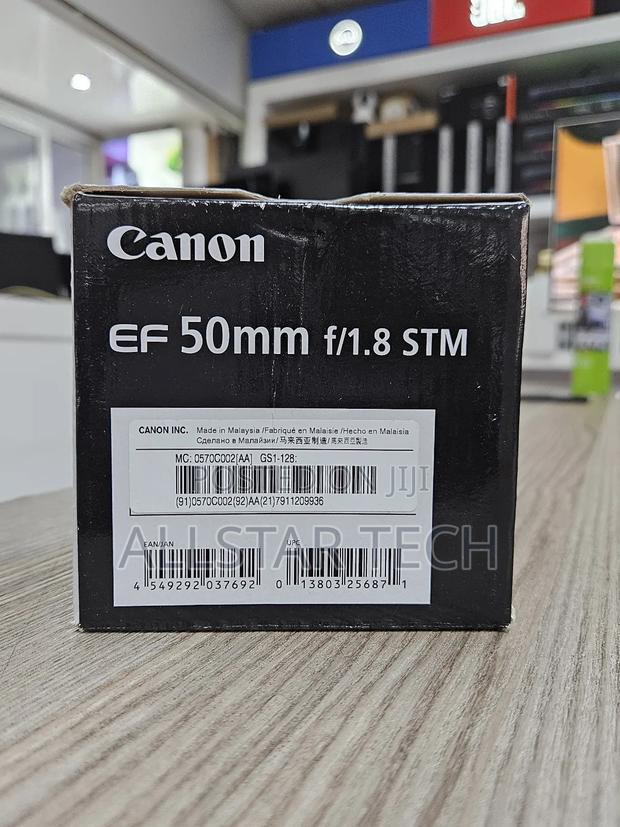 JBL
Canon
EF 50mm f/1.8 STM
CANON INC. Made in Malaysia /Fabriqué en Malaisie /Hecho en Malaisia
Сделано в Малайзии/马来西亚制造/馬來西亞製造
MC: 0570C002[AA] GS1-128:
POSTED ON JIJI
(91)0570C002(92)AA(21)7911209936
ALLSTAR TECH
EAN/JAN UPC
4 549292 037692 0 13803 25687 1